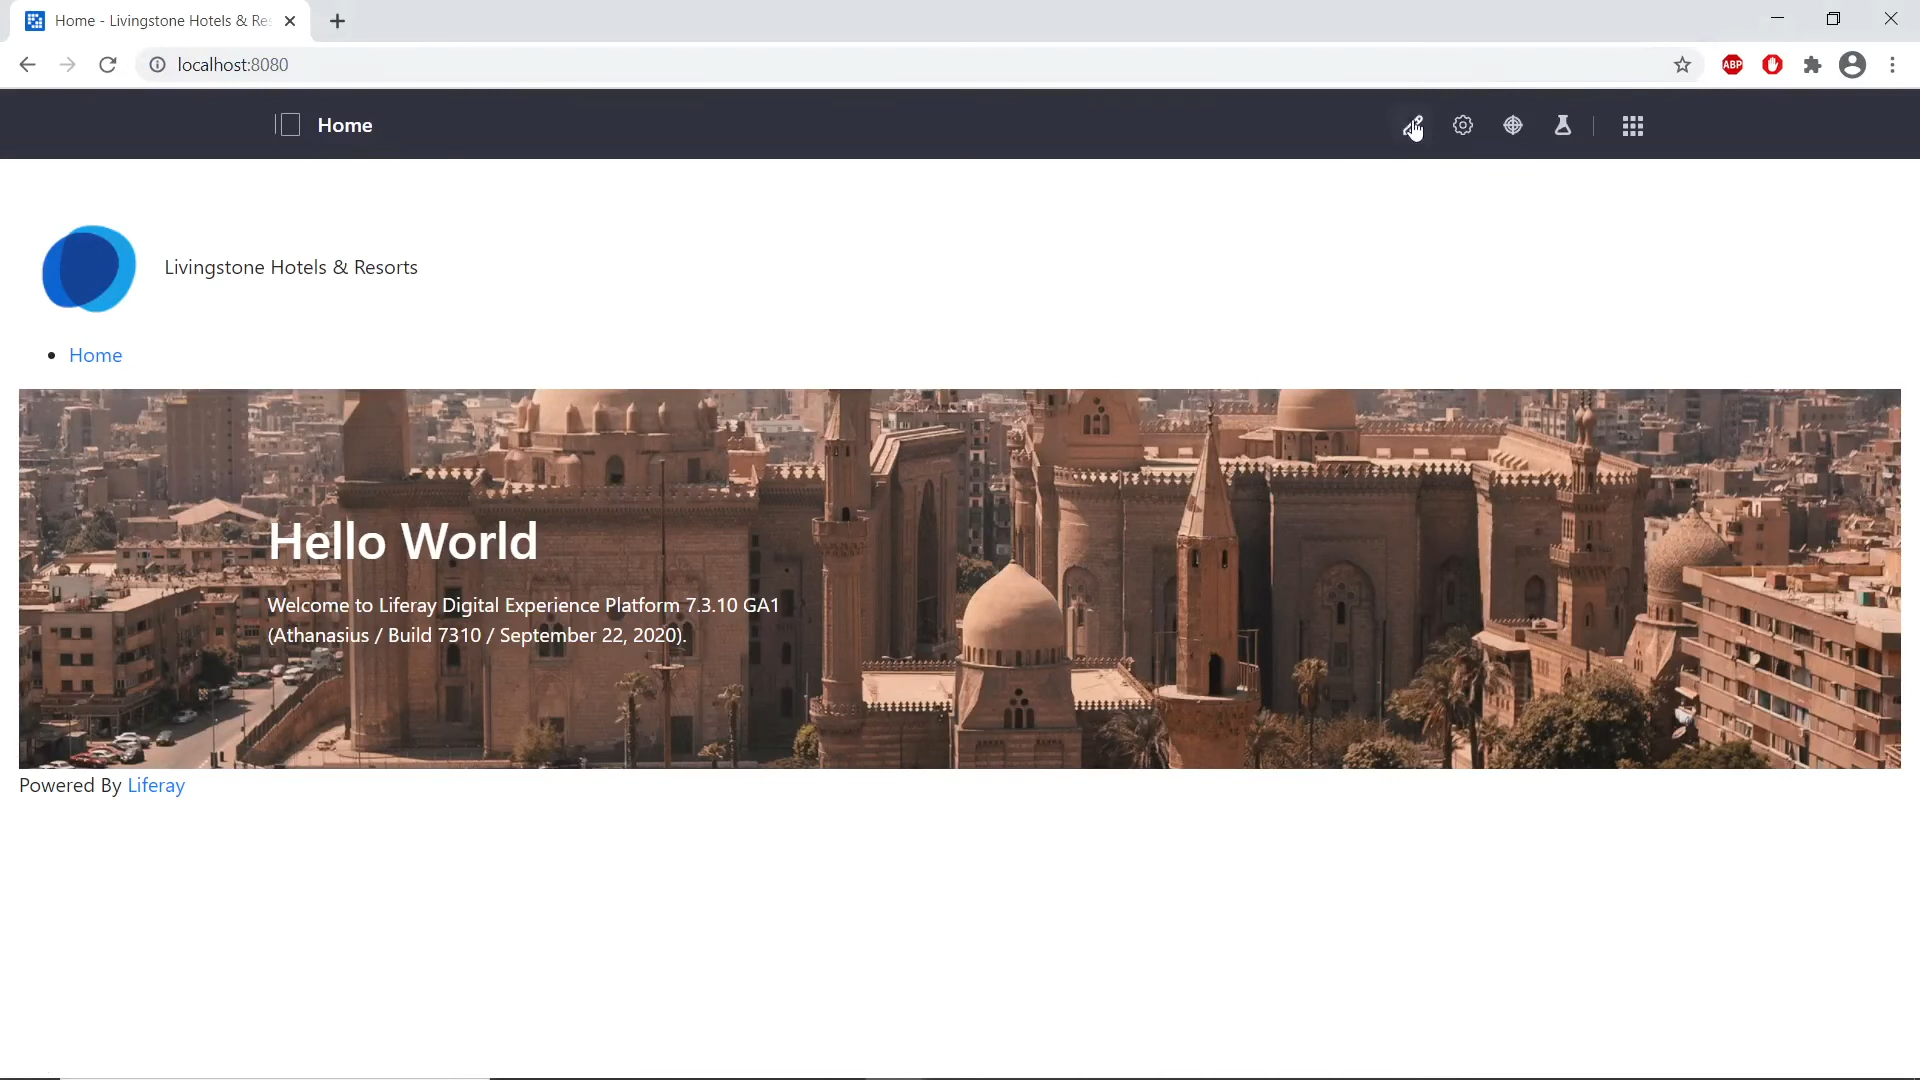 Home - Livingstone Hotels & Re
localhost:8080
ABP
Home
Livingstone Hotels & Resorts
Home
Hello World
Welcome to Liferay Digital Experience Platform 7.3.10 GA1
(Athanasius / Build 7310 / September 22, 2020).
Powered By Liferay